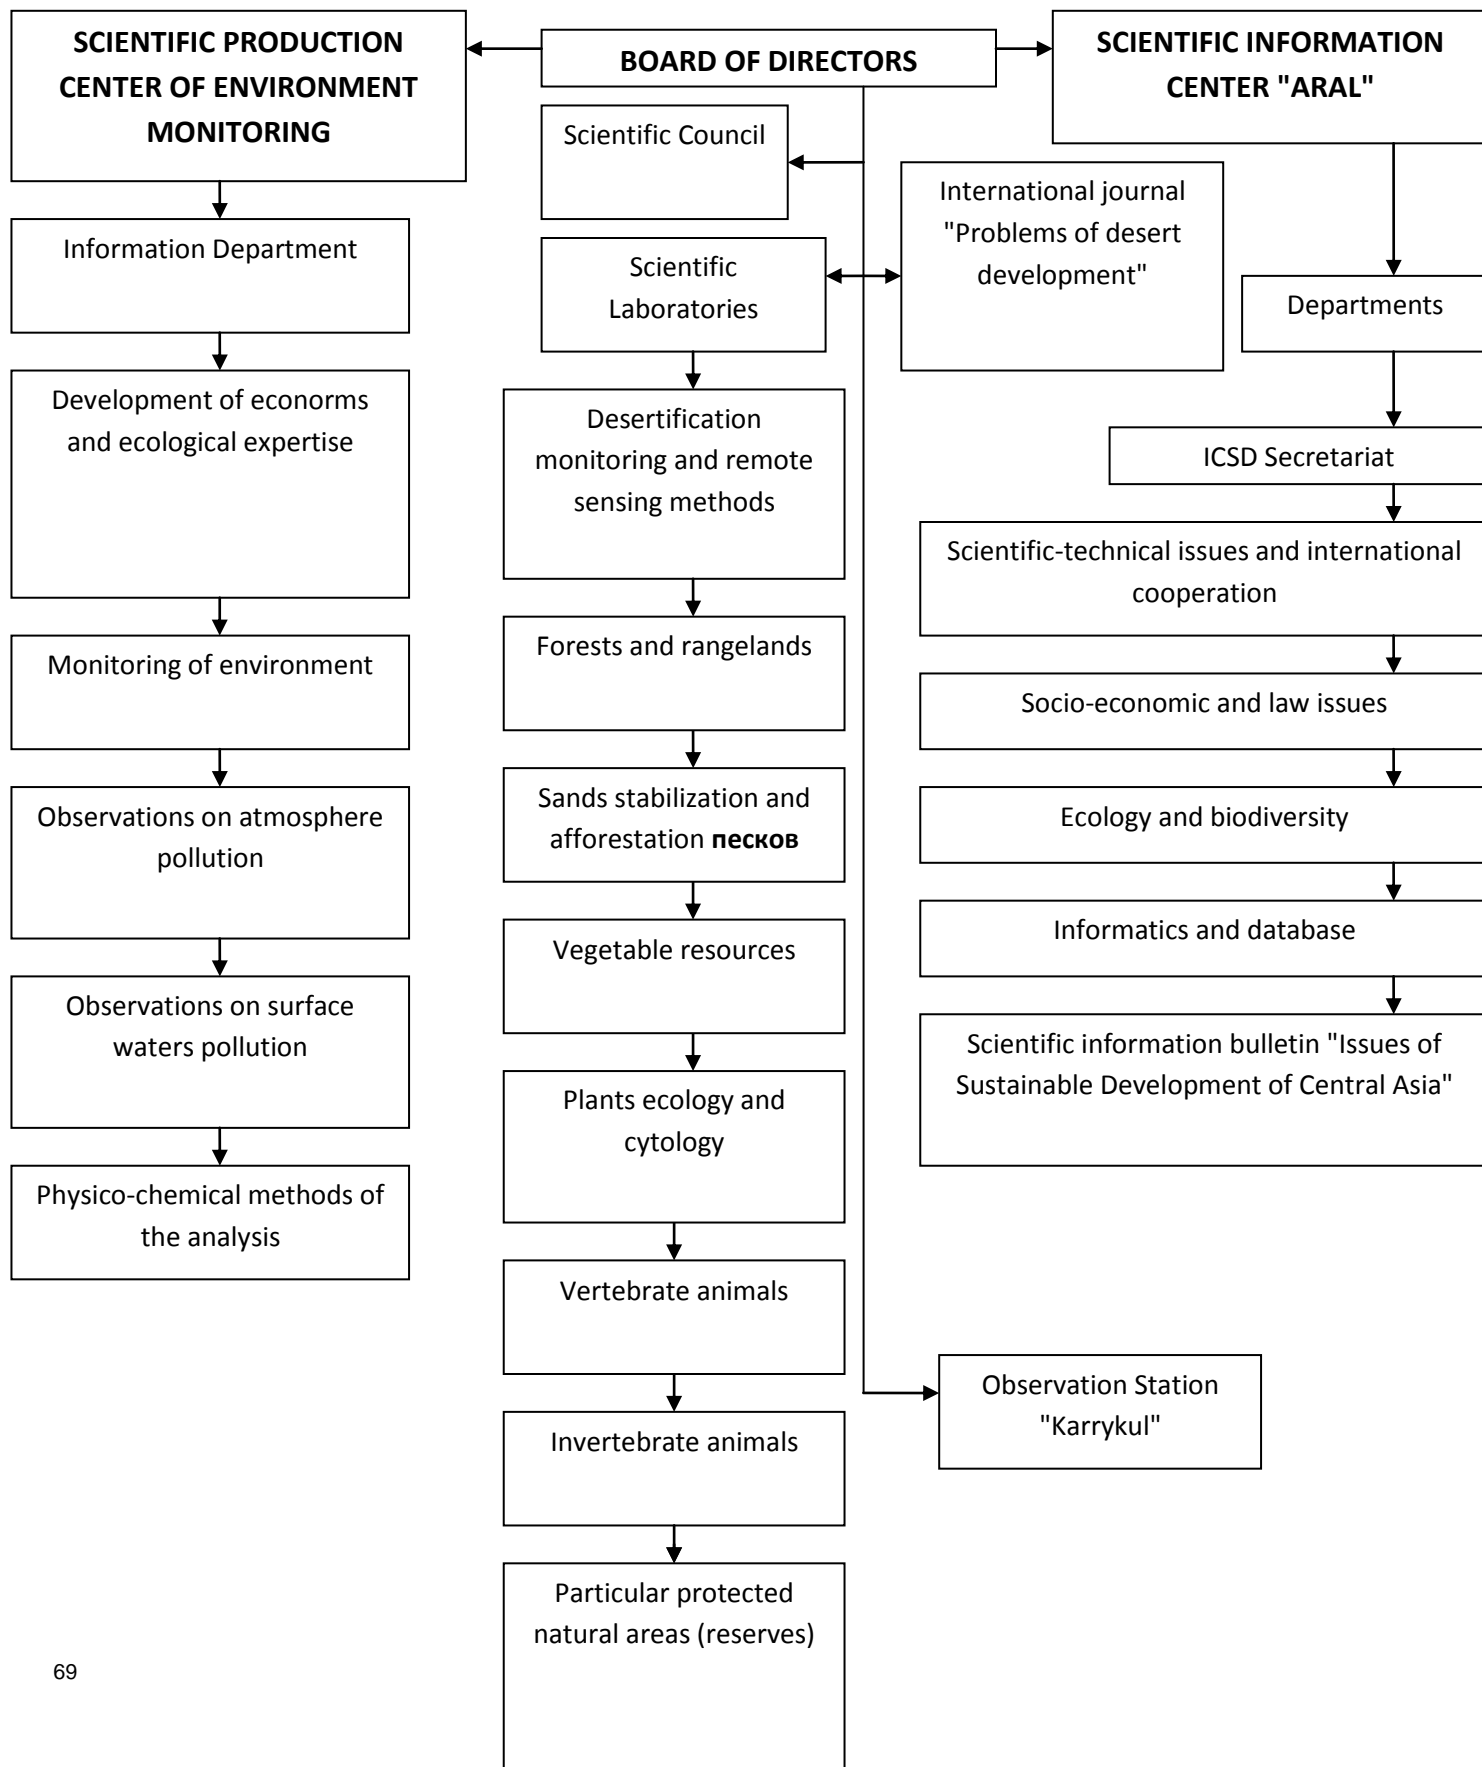 SCIENTIFIC PRODUCTION
CENTER OF ENVIRONMENT
MONITORING
BOARD OF DIRECTORS
SCIENTIFIC INFORMATION
CENTER "ARAL"
Scientific Council
International journal
"Problems of desert
development"
Scientific
Laboratories
Information Department
Development of econorms
and ecological expertise
Monitoring of environment
Observations on atmosphere
pollution
Observations on surface
waters pollution
Physico-chemical methods of
the analysis
Desertification
monitoring and remote
sensing methods
Forests and rangelands
Sands stabilization and
afforestation песков
Vegetable resources
Plants ecology and
cytology
Vertebrate animals
Invertebrate animals
Particular protected
natural areas (reserves)
Departments
ICSD Secretariat
Scientific-technical issues and international
cooperation
Socio-economic and law issues
Ecology and biodiversity
Informatics and database
Scientific information bulletin "Issues of
Sustainable Development of Central Asia"
Observation Station
"Karrykul"
69